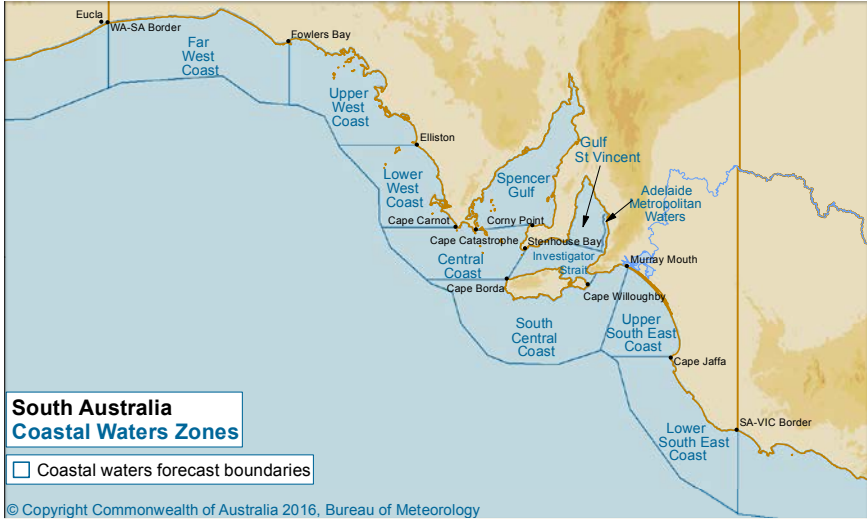 Eucla
WA-SA Border
Far
West
Coast
Fowlers Bay
Upper
West
Coast
Elliston
Gulf
St Vincent
Lower
West
Coast
Spencer
Gulf
Adelaide
Metropolitan
Waters
Cape Carnot
Corny Point
Cape Catastrophe
Stenhouse Bay
Central
Coast
Investigator
Strait
Murray Mouth
Cape Borda
Cape Willoughby
South
Central
Coast
Upper
South East
Coast
Cape Jaffa
Lower
South East
Coast
SA-VIC Border
South Australia
Coastal Waters Zones
Coastal waters forecast boundaries
© Copyright Commonwealth of Australia 2016, Bureau of Meteorology